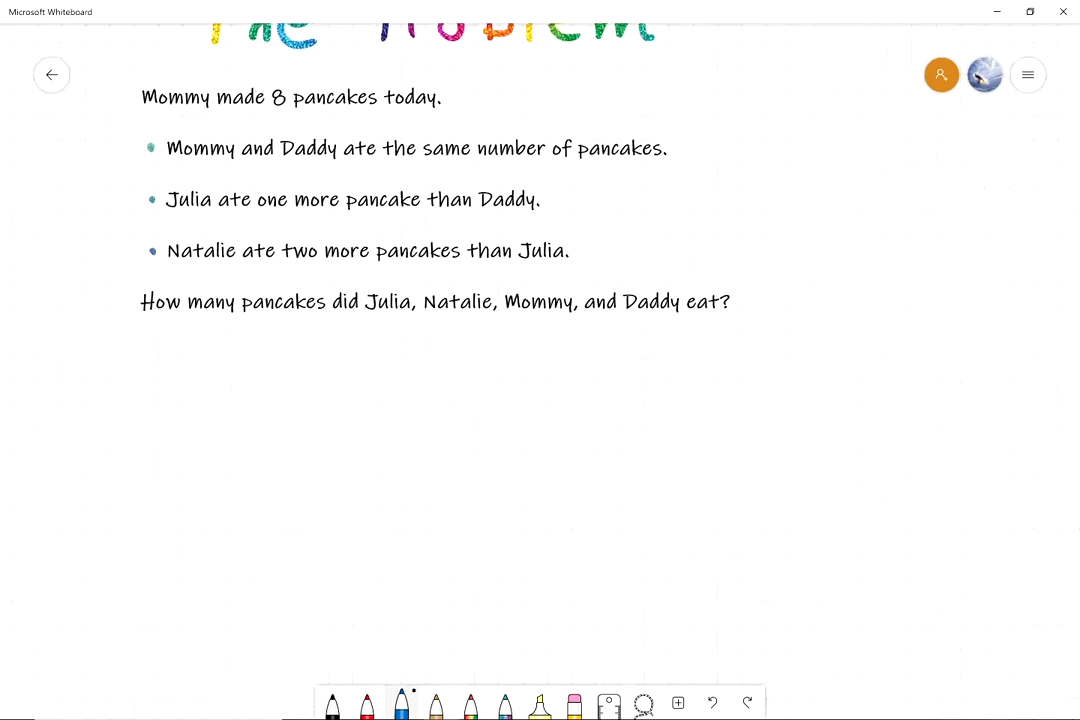 Microsoft Whiteboard
The Problem
Mommy made 8 pancakes today.
Mommy and Daddy ate the same number of pancakes.
Julia ate one more pancake than Daddy.
Natalie ate two more pancakes than Julia.
How many pancakes did Julia, Natalie, Mommy, and Daddy eat?